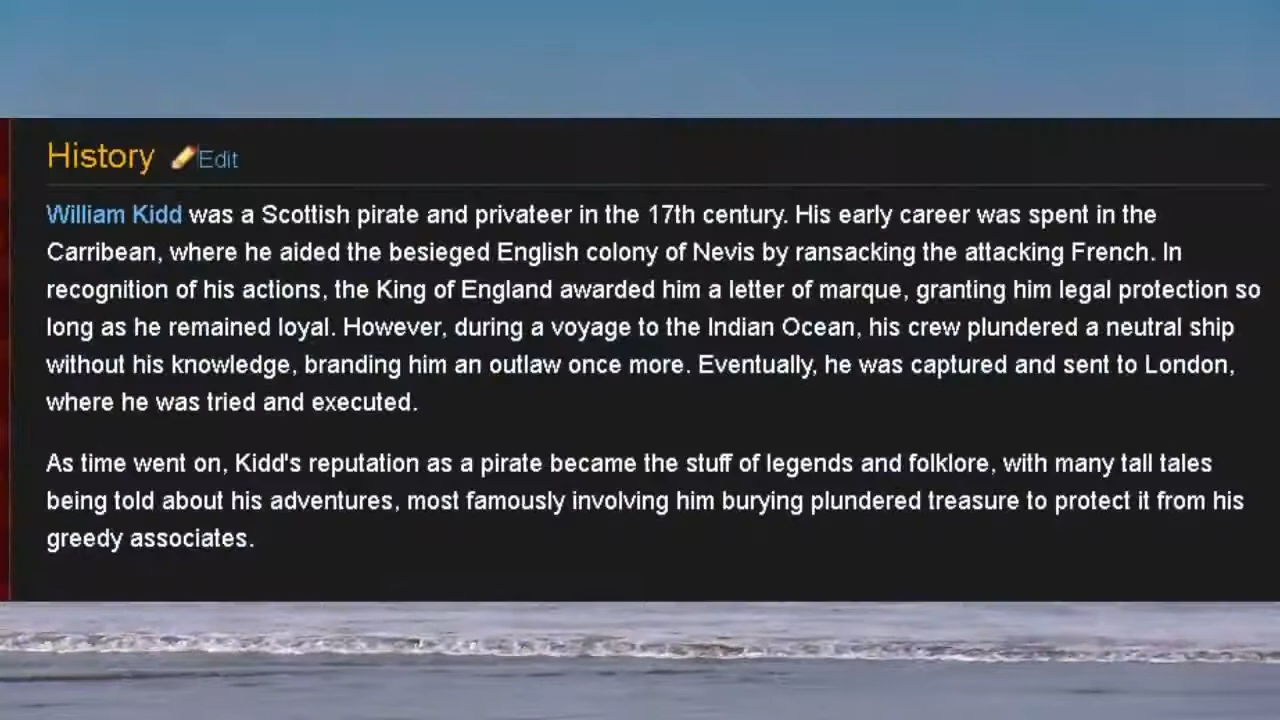 History Edit
William Kidd was a Scottish pirate and privateer in the 17th century. His early career was spent in the
Carribean, where he aided the besieged English colony of Nevis by ransacking the attacking French. In
recognition of his actions, the King of England awarded him a letter of marque, granting him legal protection so
long as he remained loyal. However, during a voyage to the Indian Ocean, his crew plundered a neutral ship
without his knowledge, branding him an outlaw once more. Eventually, he was captured and sent to London,
where he was tried and executed.
As time went on, Kidd's reputation as a pirate became the stuff of legends and folklore, with many tall tales
being told about his adventures, most famously involving him burying plundered treasure to protect it from his
greedy associates.